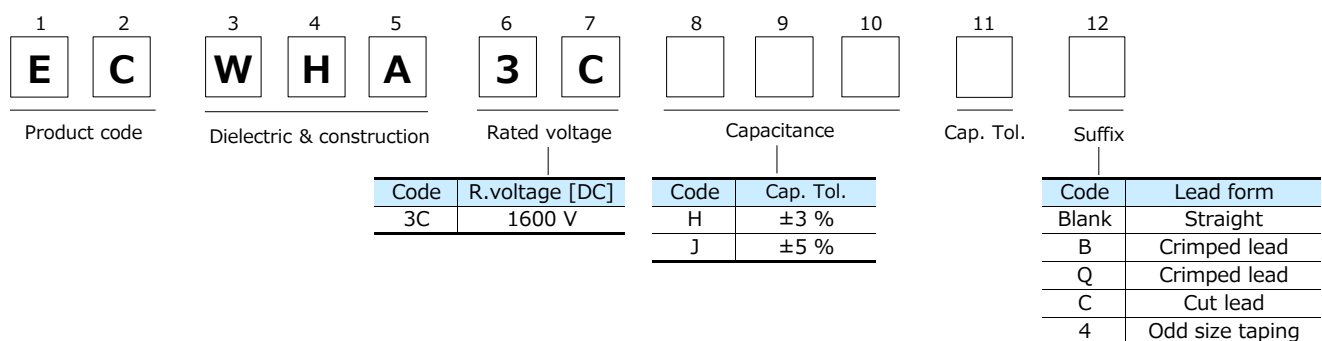 1 2 3 4 5 6 7 8 9 10 11 12
E C W H A 3 C
Product code Dielectric & construction Rated voltage Capacitance Cap. Tol. Suffix
Code R.voltage [DC]
3C 1600 V
Code Cap. Tol.
H ±3 %
J ±5 %
Code Lead form
Blank Straight
B Crimped lead
Q Crimped lead
C Cut lead
4 Odd size taping